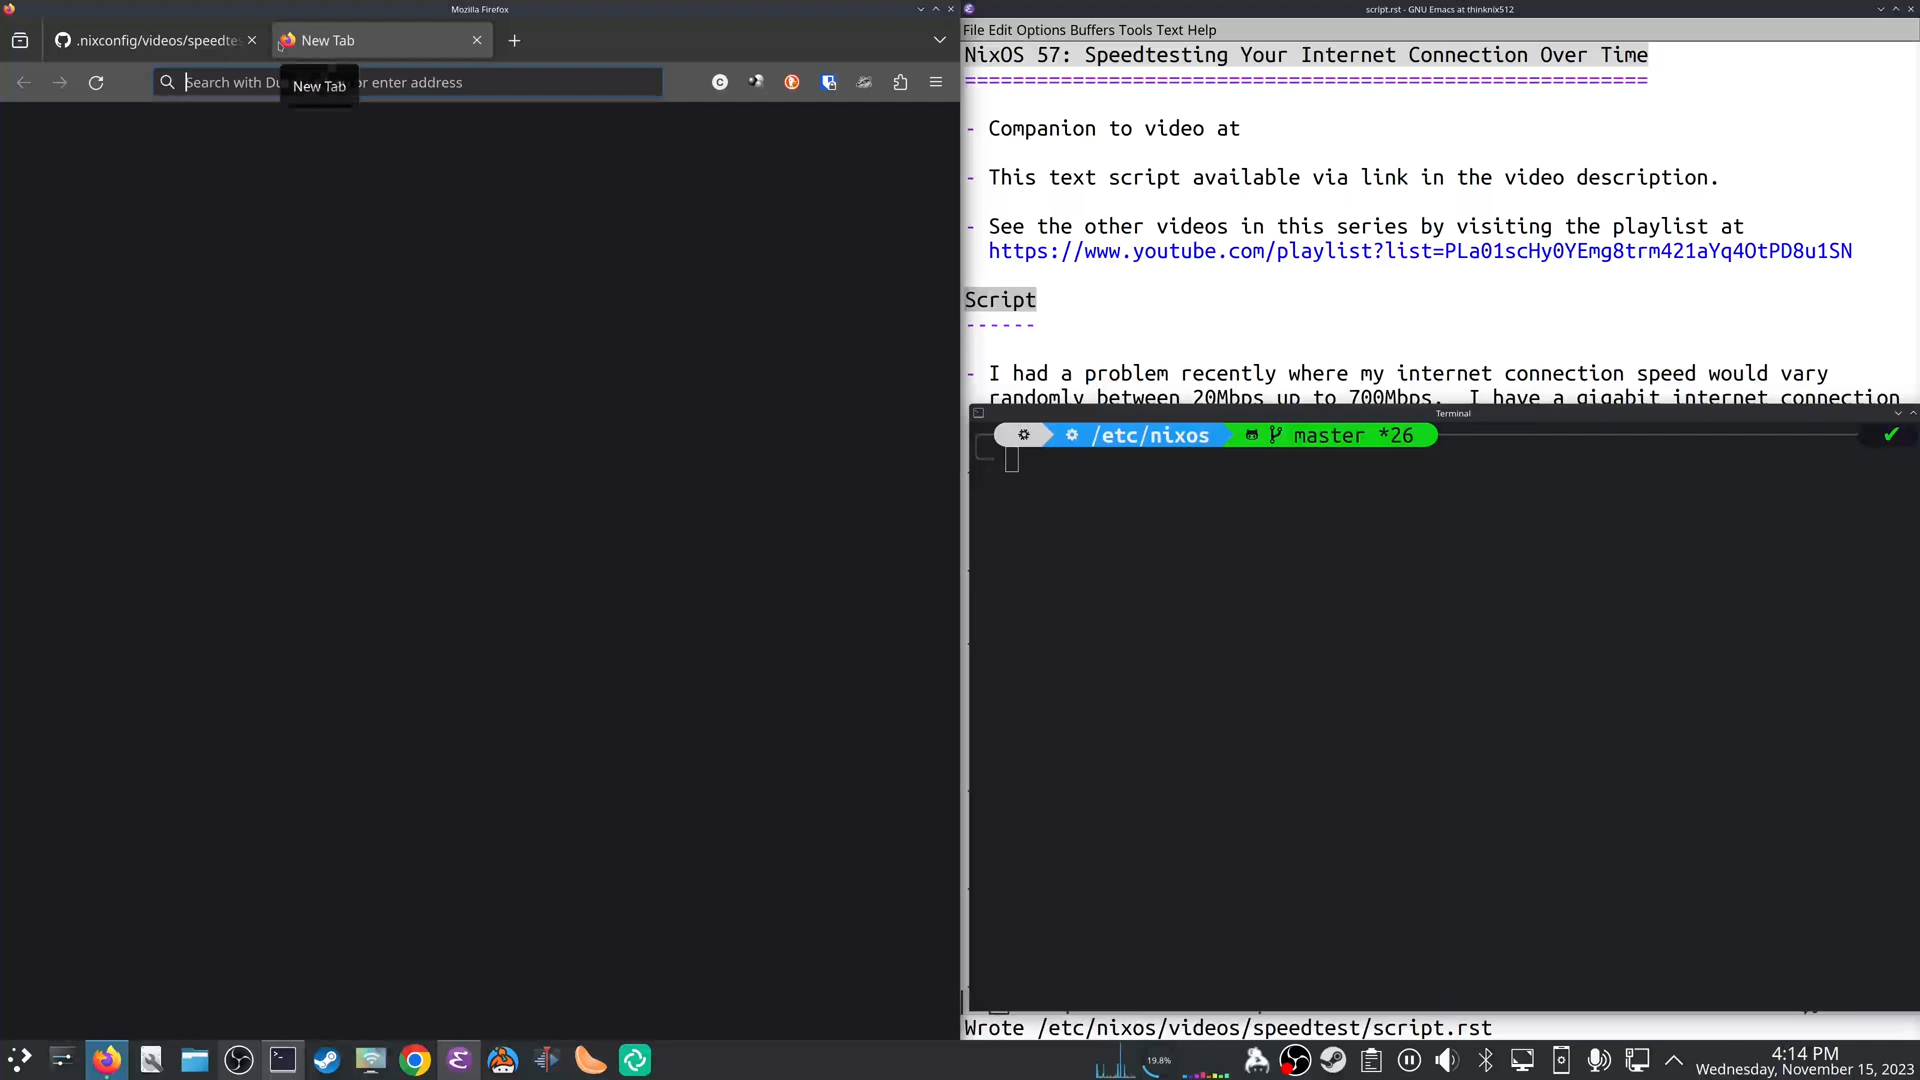 Mozilla Firefox
.nixconfig/videos/speedte
New Tab
Search with Du
or enter address
New Tab
script.rst - GNU Emacs at thinknix512
File Edit Options Buffers Tools Text Help
NixOS 57: Speedtesting Your Internet Connection Over Time
=========================================================
- Companion to video at
- This text script available via link in the video description.
- See the other videos in this series by visiting the playlist at
https://www.youtube.com/playlist?list=PLa01scHy0YEmg8trm421aYq4OtPD8u1SN
Script
------
- I had a problem recently where my internet connection speed would vary
randomly between 20Mbps up to 700Mbps. I have a gigabit internet connection
Terminal
/etc/nixos
master *26
Wrote /etc/nixos/videos/speedtest/script.rst
19.8%
4:14 PM
Wednesday, November 15, 2023